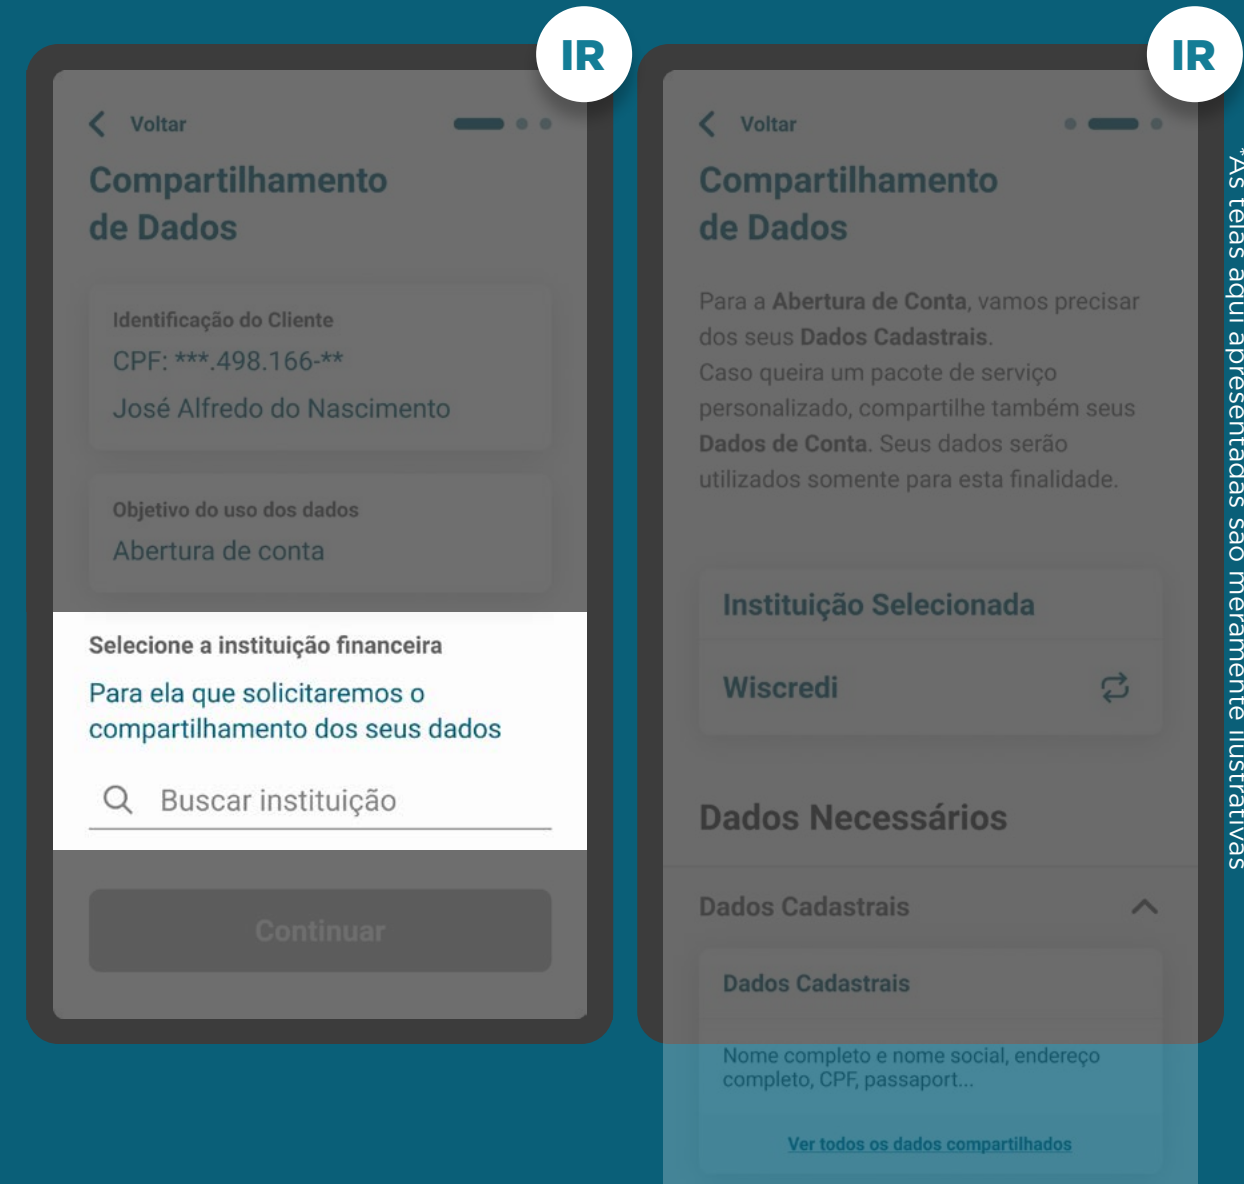 IR
Voltar
Compartilhamento
de Dados
Identificação do Cliente
CPF: ***.498.166-**
José Alfredo do Nascimento
Objetivo do uso dos dados
Abertura de conta
Selecione a instituição financeira
Para ela que solicitaremos o
compartilhamento dos seus dados
Buscar instituição
Continuar
IR
Voltar
Compartilhamento
de Dados
Para a Abertura de Conta, vamos precisar
dos seus Dados Cadastrais.
Caso queira um pacote de serviço
personalizado, compartilhe também seus
Dados de Conta. Seus dados serão
utilizados somente para esta finalidade.
Instituição Selecionada
Wiscredi
Dados Necessários
Dados Cadastrais
Dados Cadastrais
Nome completo e nome social, endereço
completo, CPF, passaport...
Ver todos os dados compartilhados
*As telas aqui apresentadas são meramente ilustrativas